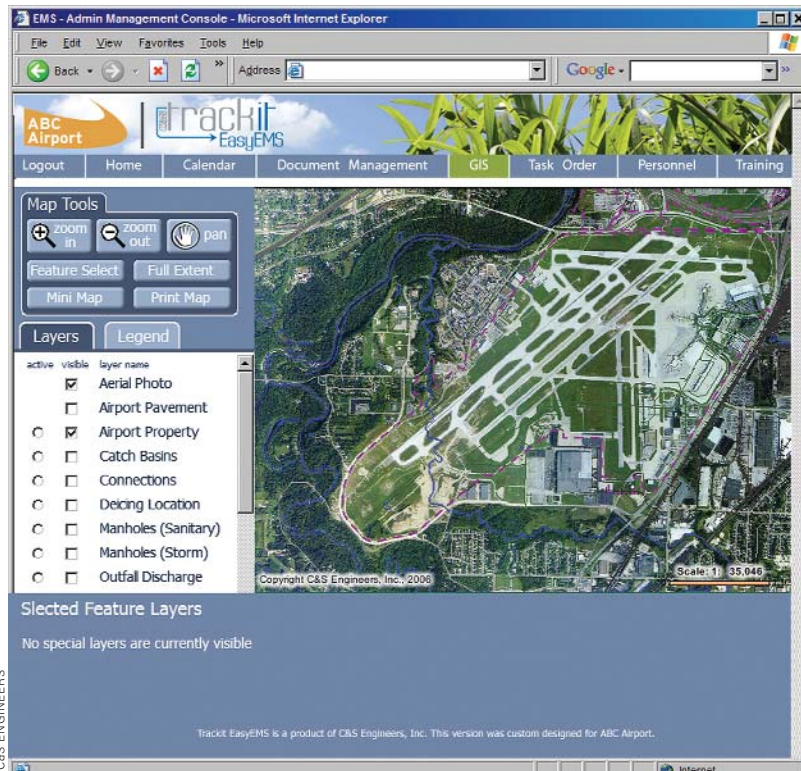 EMS - Admin Management Console - Microsoft Internet Explorer
File Edit View Favorites Tools Help
Back Address Google
ABC Airport
trackit EasyEMS
Logout Home Calendar Document Management GIS Task Order Personnel Training
Map Tools
zoom in zoom out pan
Feature Select Full Extent
Mini Map Print Map
Layers Legend
active visible layer name
Aerial Photo
Airport Pavement
Airport Property
Catch Basins
Connections
Deicing Location
Manholes (Sanitary)
Manholes (Storm)
Outfall Discharge
Copyright C&S Engineers, Inc., 2006
Scale: 1: 35,046
Slected Feature Layers
No special layers are currently visible
Trackit EasyEMS is a product of C&S Engineers, Inc. This version was custom designed for ABC Airport.
Internet
C&S ENGINEERS